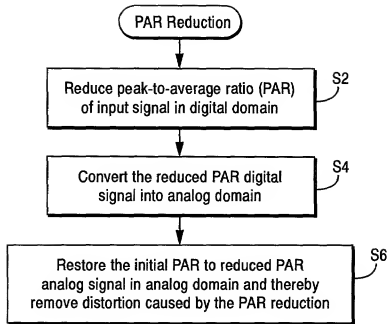 PAR Reduction
S2
Reduce peak-to-average ratio (PAR)
of input signal in digital domain
S4
Convert the reduced PAR digital
signal into analog domain
S6
Restore the initial PAR to reduced PAR
analog signal in analog domain and thereby
remove distortion caused by the PAR reduction